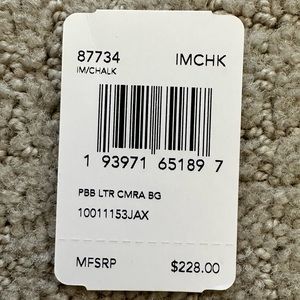 87734 IMCHK
IM/CHALK
1 93971 65189 7
PBB LTR CMRA BG
10011153JAX
MFSRP $228.00